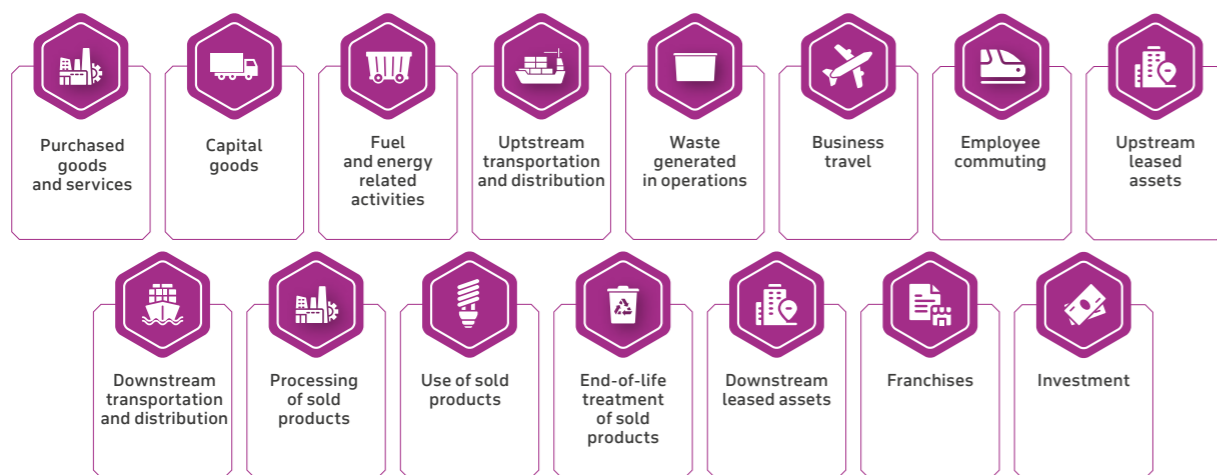 Purchased
goods
and services
Capital
goods
Fuel
and energy
related
activities
Uptstream
transportation
and distribution
Waste
generated
in operations
Business
travel
Employee
commuting
Upstream
leased
assets
Downstream
transportation
and distribution
Processing
of sold
products
Use of sold
products
End-of-life
treatment
of sold
products
Downstream
leased assets
Franchises
Investment